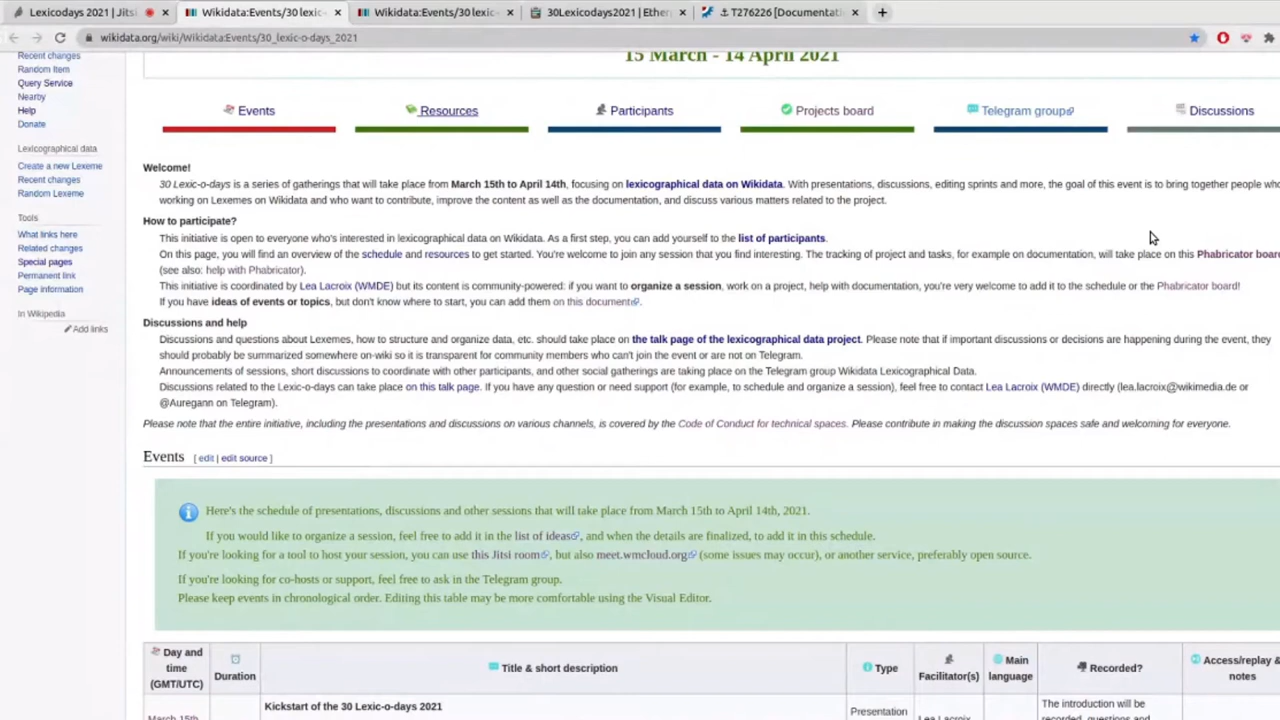 Lexicodays 2021 | Jitsi
Wikidata:Events/30 lexic-
Wikidata:Events/30 lexic-
30Lexicodays2021 | Ether
T276226 [Documentati
wikidata.org/wiki/Wikidata:Events/30_lexic-o-days_2021
Recent changes
Random Item
Query Service
Nearby
Help
Donate
Lexicographical data
Create a new Lexeme
Recent changes
Random Lexeme
Tools
What links here
Related changes
Special pages
Permanent link
Page information
In Wikipedia
Add links
15 March - 14 April 2021
Events
Resources
Participants
Projects board
Telegram group
Discussions
Welcome!
30 Lexic-o-days is a series of gatherings that will take place from March 15th to April 14th, focusing on lexicographical data on Wikidata. With presentations, discussions, editing sprints and more, the goal of this event is to bring together people who
working on Lexemes on Wikidata and who want to contribute, improve the content as well as the documentation, and discuss various matters related to the project.
How to participate?
This initiative is open to everyone who's interested in lexicographical data on Wikidata. As a first step, you can add yourself to the list of participants.
On this page, you will find an overview of the schedule and resources to get started. You're welcome to join any session that you find interesting. The tracking of project and tasks, for example on documentation, will take place on this Phabricator boar
(see also: help with Phabricator).
This initiative is coordinated by Lea Lacroix (WMDE) but its content is community-powered: if you want to organize a session, work on a project, help with documentation, you're very welcome to add it to the schedule or the Phabricator board!
If you have ideas of events or topics, but don't know where to start, you can add them on this document.
Discussions and help
Discussions and questions about Lexemes, how to structure and organize data, etc. should take place on the talk page of the lexicographical data project. Please note that if important discussions or decisions are happening during the event, they
should probably be summarized somewhere on-wiki so it is transparent for community members who can't join the event or are not on Telegram.
Announcements of sessions, short discussions to coordinate with other participants, and other social gatherings are taking place on the Telegram group Wikidata Lexicographical Data.
Discussions related to the Lexic-o-days can take place on this talk page. If you have any question or need support (for example, to schedule and organize a session), feel free to contact Lea Lacroix (WMDE) directly (lea.lacroix@wikimedia.de or
@Auregann on Telegram).
Please note that the entire initiative, including the presentations and discussions on various channels, is covered by the Code of Conduct for technical spaces. Please contribute in making the discussion spaces safe and welcoming for everyone.
Events [ edit | edit source ]
Here's the schedule of presentations, discussions and other sessions that will take place from March 15th to April 14th, 2021.
If you would like to organize a session, feel free to add it in the list of ideas, and when the details are finalized, to add it in this schedule.
If you're looking for a tool to host your session, you can use this Jitsi room, but also meet.wmcloud.org (some issues may occur), or another service, preferably open source.
If you're looking for co-hosts or support, feel free to ask in the Telegram group.
Please keep events in chronological order. Editing this table may be more comfortable using the Visual Editor.
Day and
time
(GMT/UTC)
Duration
Title & short description
Type
Facilitator(s)
Main
language
Recorded?
Access/replay &
notes
March 15th
Kickstart of the 30 Lexic-o-days 2021
Presentation
Lea Lacroix
The introduction will be
recorded, questions and